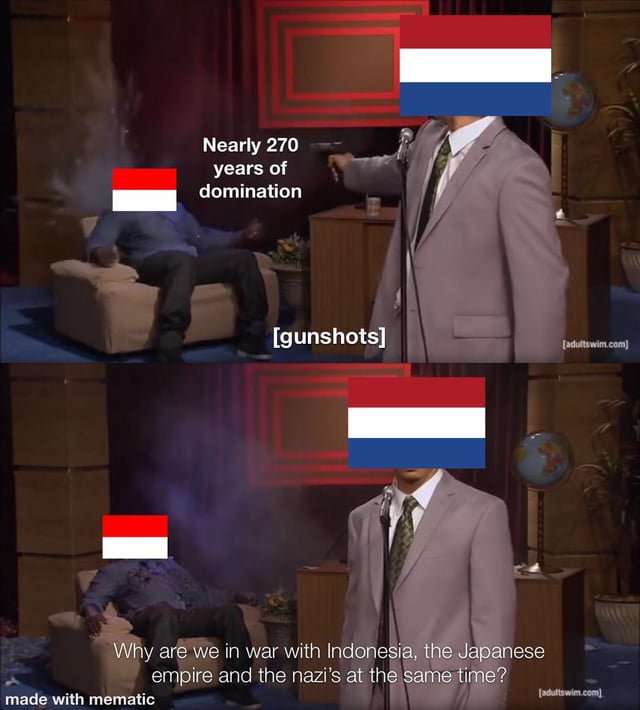 Nearly 270
years of
domination
[gunshots]
[adultswim.com]
Why are we in war with Indonesia, the Japanese
empire and the nazi's at the same time?
[adultswim.com]
made with mematic